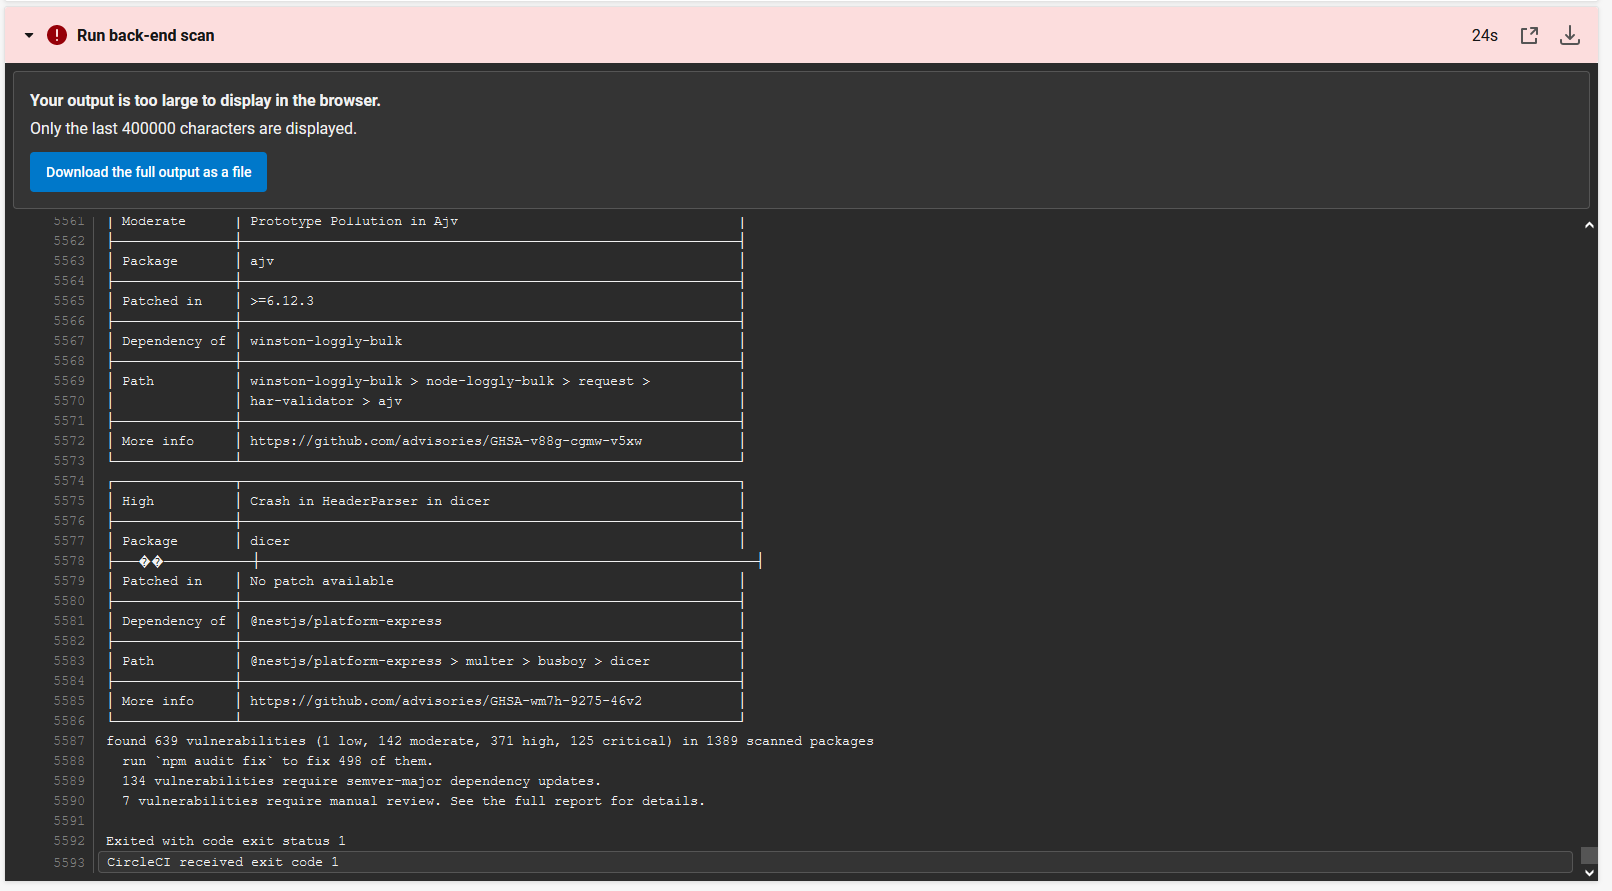 Run back-end scan
24s
Your output is too large to display in the browser.
Only the last 400000 characters are displayed.
Download the full output as a file
5561 Moderate Prototype Pollution in Ajv
5562
5563 Package ajv
5564
5565 Patched in >=6.12.3
5566
5567 Dependency of winston-loggly-bulk
5568
5569 Path winston-loggly-bulk > node-loggly-bulk > request >
5570 har-validator > ajv
5571
5572 More info https://github.com/advisories/GHSA-v88g-cgmw-v5xw
5573
5574
5575 High Crash in HeaderParser in dicer
5576
5577 Package dicer
5578 ��
5579 Patched in No patch available
5580
5581 Dependency of @nestjs/platform-express
5582
5583 Path @nestjs/platform-express > multer > busboy > dicer
5584
5585 More info https://github.com/advisories/GHSA-wm7h-9275-46v2
5586
5587 found 639 vulnerabilities (1 low, 142 moderate, 371 high, 125 critical) in 1389 scanned packages
5588 run `npm audit fix` to fix 498 of them.
5589 134 vulnerabilities require semver-major dependency updates.
5590 7 vulnerabilities require manual review. See the full report for details.
5591
5592 Exited with code exit status 1
5593 CircleCI received exit code 1